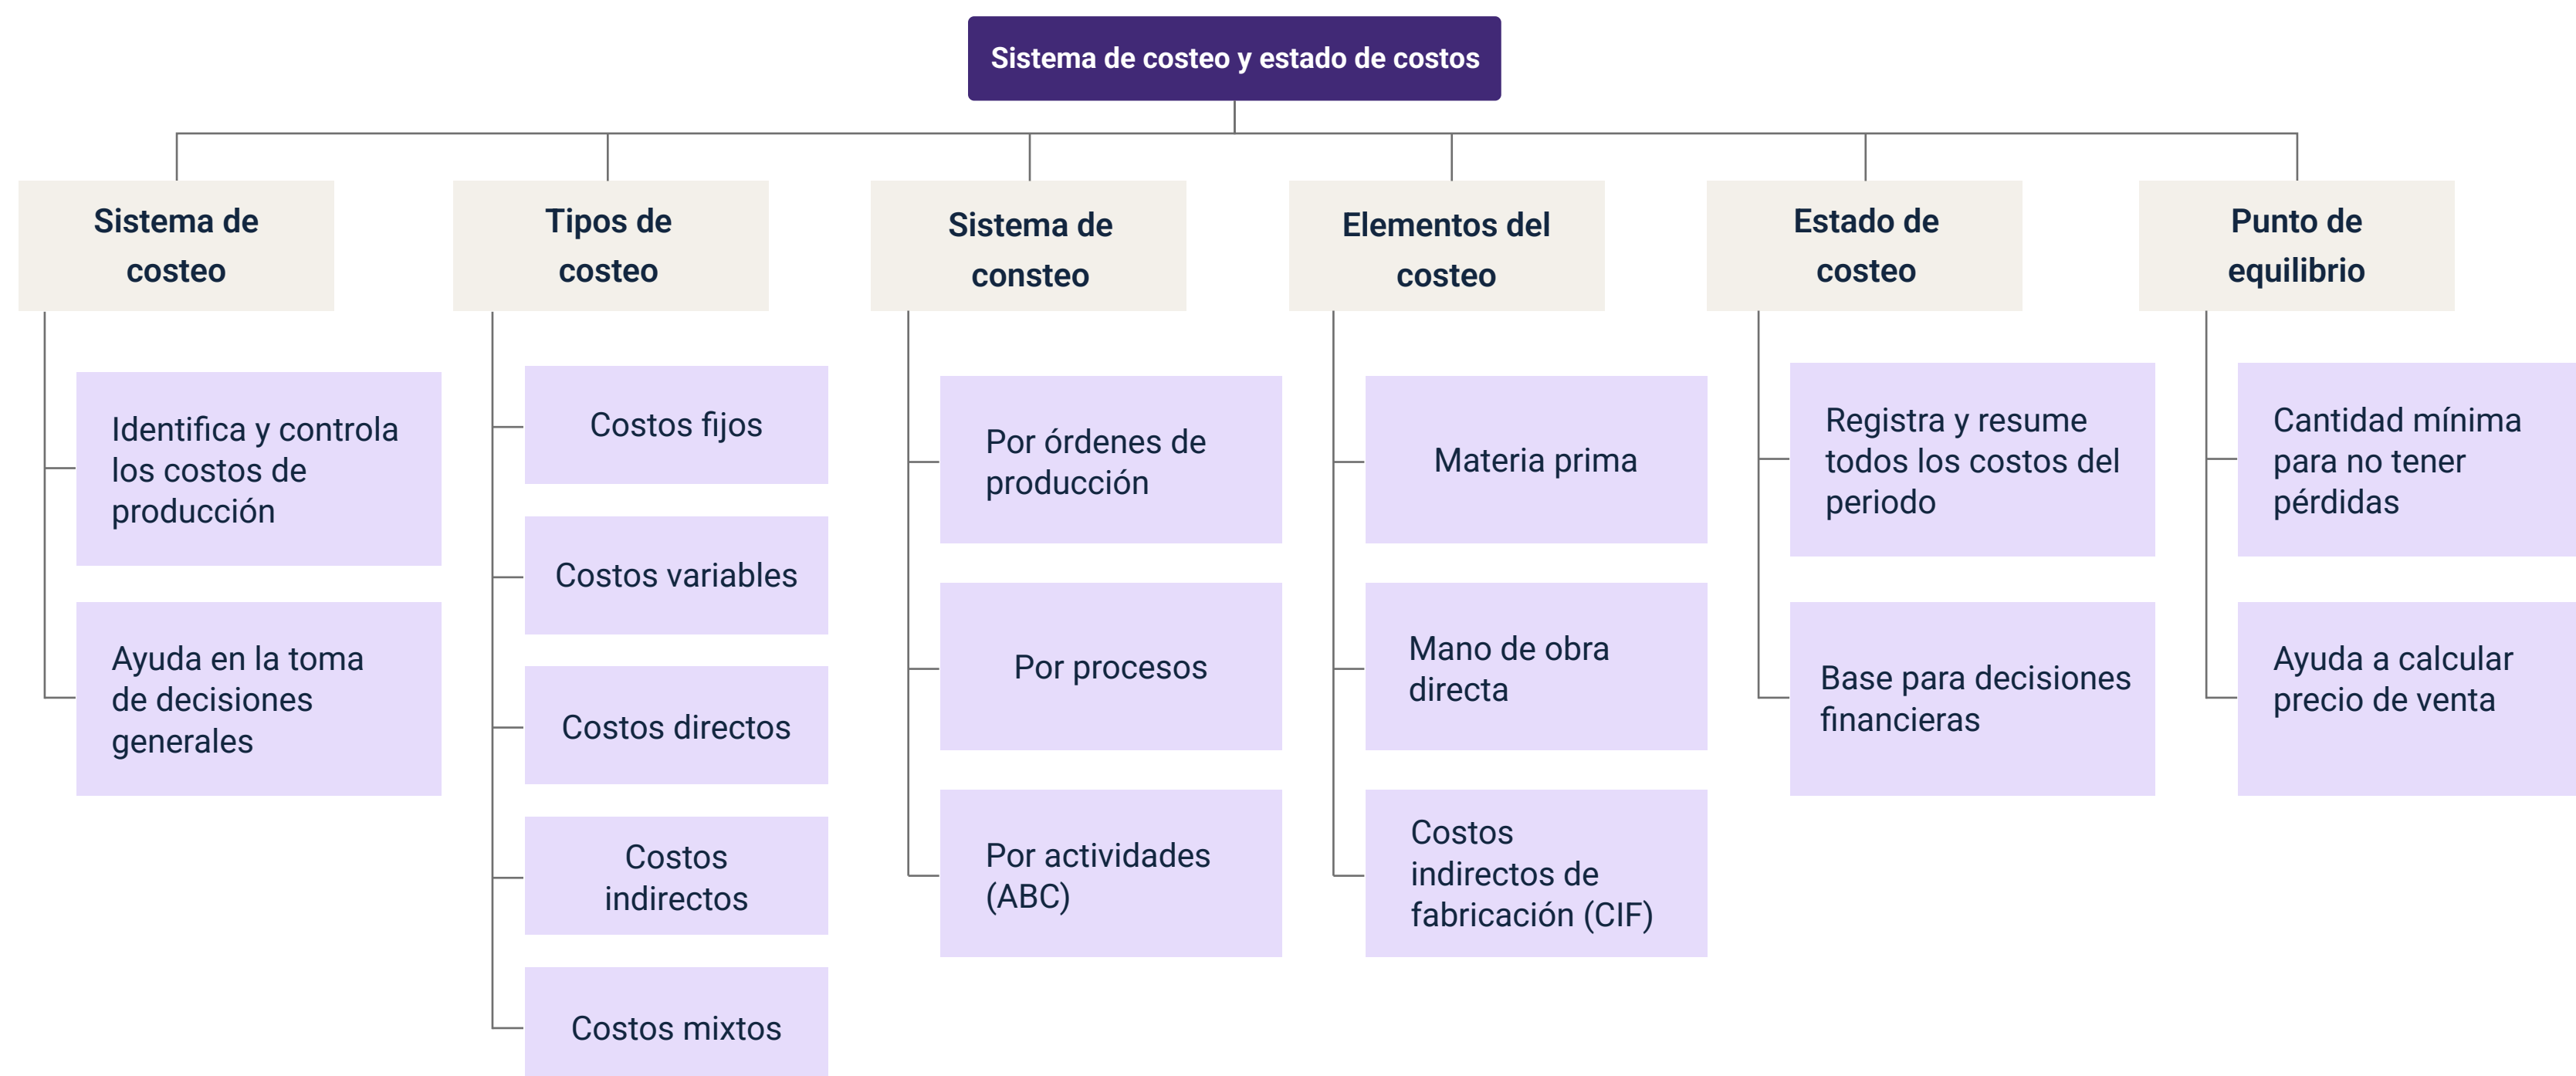 Sistema de costeo y estado de costos
Sistema de
costeo
Identifica y controla
los costos de
producción
Ayuda en la toma
de decisiones
generales
Tipos de
costeo
Costos fijos
Costos variables
Costos directos
Costos
indirectos
Costos mixtos
Sistema de
consteo
Por órdenes de
producción
Por procesos
Por actividades
(ABC)
Elementos del
costeo
Materia prima
Mano de obra
directa
Costos
indirectos de
fabricación (CIF)
Estado de
costeo
Registra y resume
todos los costos del
periodo
Base para decisiones
financieras
Punto de
equilibrio
Cantidad mínima
para no tener
pérdidas
Ayuda a calcular
precio de venta